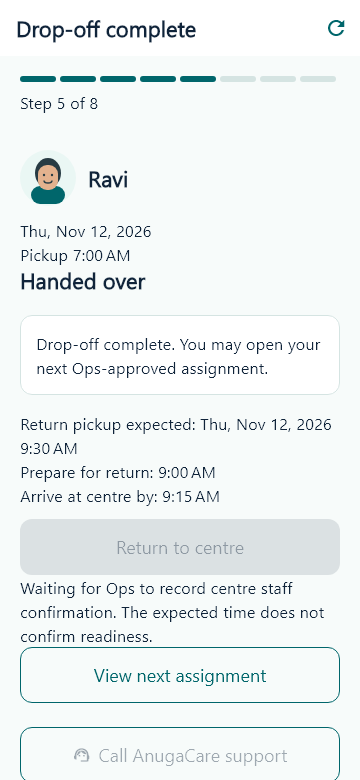 Drop-off complete
Step 5 of 8
Ravi
Thu, Nov 12, 2026
Pickup 7:00 AM
Handed over
Drop-off complete. You may open your
next Ops-approved assignment.
Return pickup expected: Thu, Nov 12, 2026
9:30 AM
Prepare for return: 9:00 AM
Arrive at centre by: 9:15 AM
Return to centre
Waiting for Ops to record centre staff
confirmation. The expected time does not
confirm readiness.
View next assignment
Call AnugaCare support